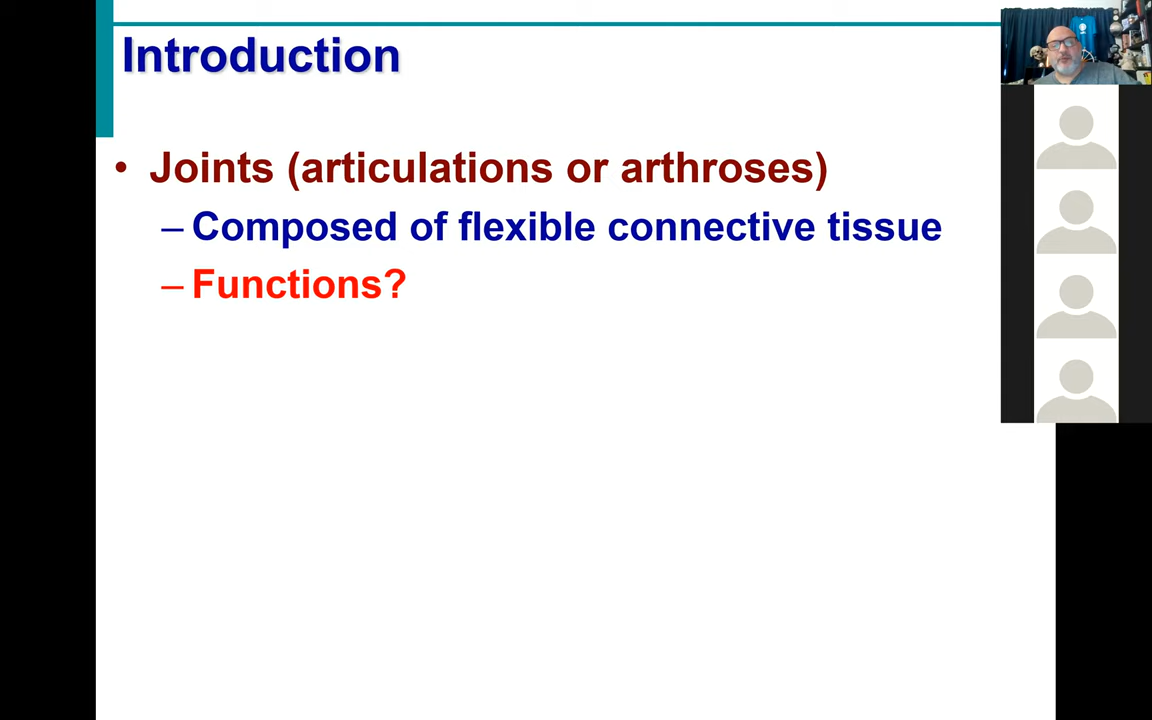 Introduction
• Joints (articulations or arthroses)
– Composed of flexible connective tissue
– Functions?